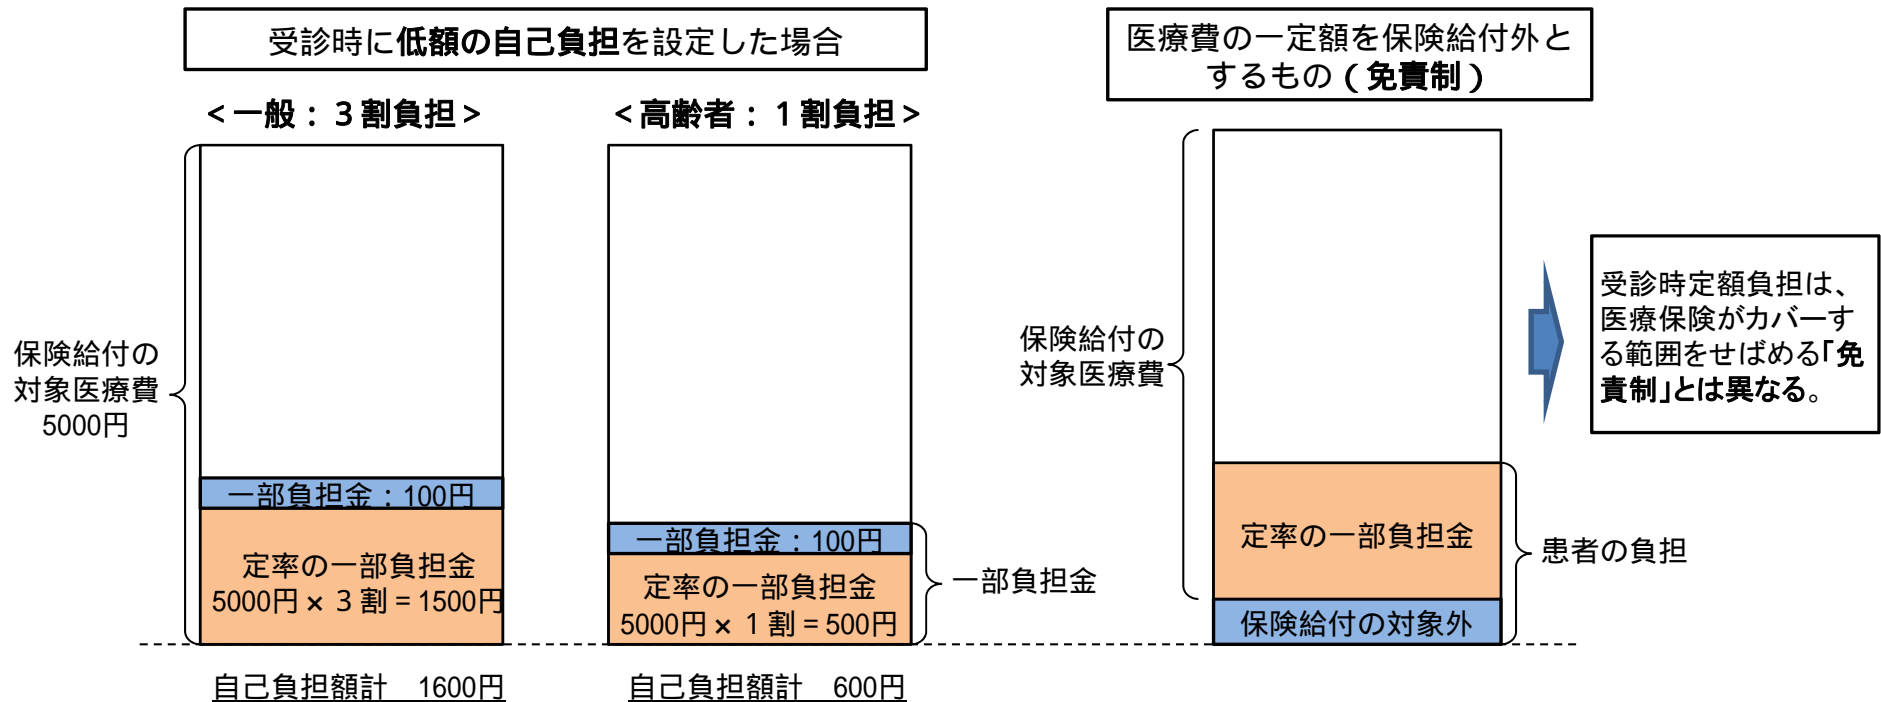 受診時に低額の自己負担を設定した場合
＜一般：３割負担＞
＜高齢者：１割負担＞
保険給付の
対象医療費
5000円
一部負担金：100円
定率の一部負担金
5000円×３割＝1500円
自己負担額計　1600円
一部負担金：100円
定率の一部負担金
5000円×１割＝500円
一部負担金
自己負担額計　600円
医療費の一定額を保険給付外と
するもの（免責制）
保険給付の
対象医療費
定率の一部負担金
保険給付の対象外
患者の負担
受診時定額負担は、
医療保険がカバーす
る範囲をせばめる「免
責制」とは異なる。